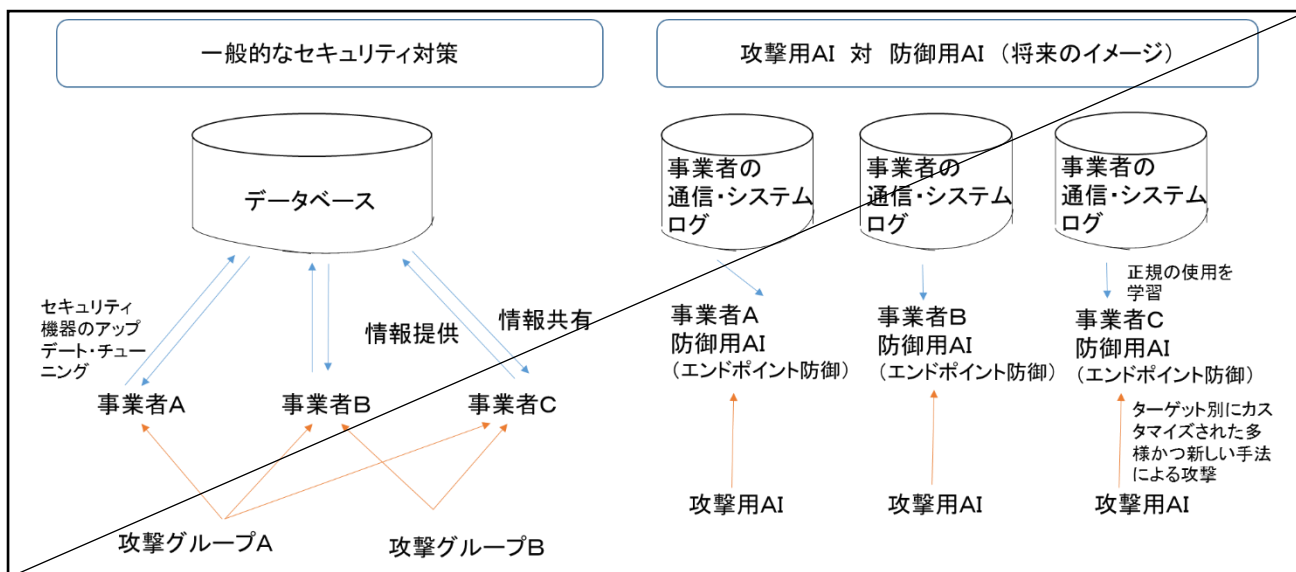 一般的なセキュリティ対策
攻撃用AI 対 防御用AI (将来のイメージ)
データベース
セキュリティ
機器のアップ
デート・チュー
ニング
情報提供
情報共有
事業者A
事業者B
事業者C
攻撃グループA
攻撃グループB
事業者の
通信・システム
ログ
事業者の
通信・システム
ログ
事業者の
通信・システム
ログ
正規の使用を
学習
事業者A
防御用AI
(エンドポイント防御)
事業者B
防御用AI
(エンドポイント防御)
事業者C
防御用AI
(エンドポイント防御)
ターゲット別にカス
タマイズされた多
様かつ新しい手法
による攻撃
攻撃用AI
攻撃用AI
攻撃用AI